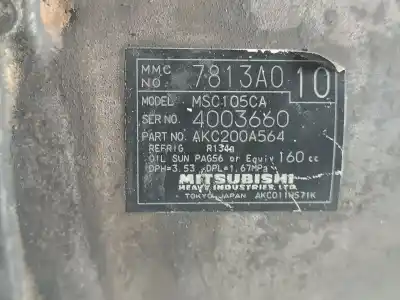 MMC NO 7813A0 10
MODEL MSC105CA
SER NO. 4003660
PART NO. AKC200A564
REFRIG R134a
OIL SUN PAG56 or Equiv 160 cc
DPH=3.53 DPL=1.67MPa
MITSUBISHI
HEAVY INDUSTRIES, LTD.
TOKYO JAPAN AKC011H571K